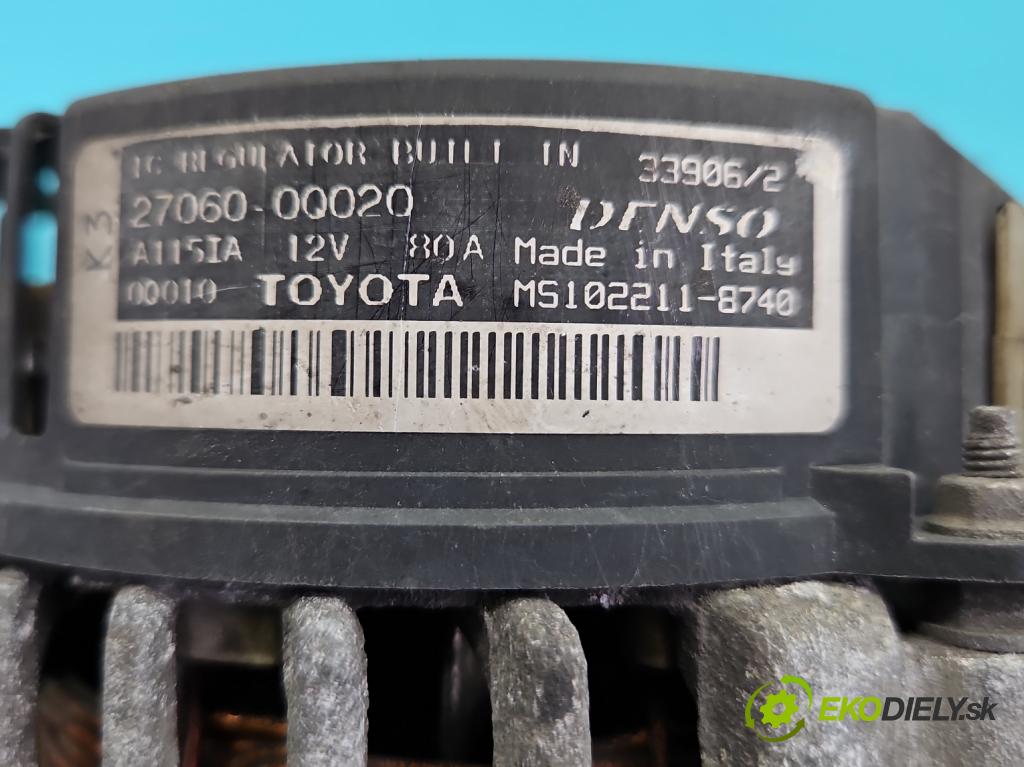 IC REGULATOR BUILT IN 33906/2
K3
27060-0Q020 DENSO
A115IA 12V 80A Made in Italy
00010 TOYOTA MS102211-8740
EKODIELY.sk